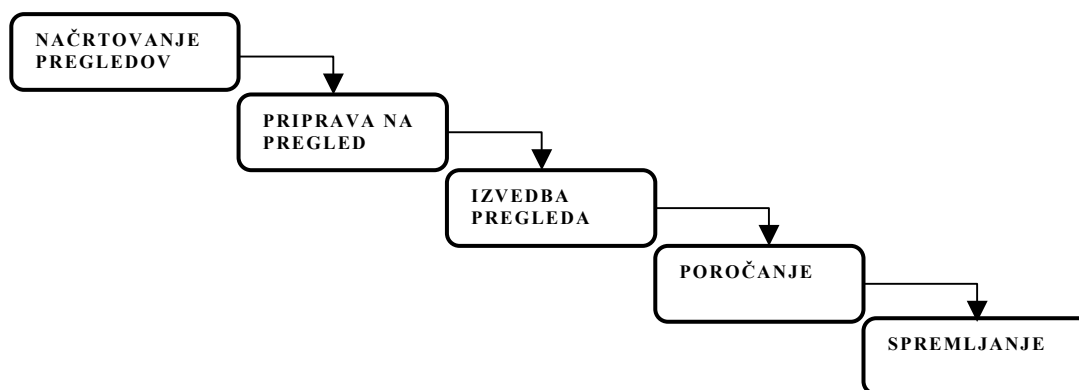 NAČRTOVANJE
PREGLEDOV
PRIPRAVA NA
PREGLED
IZVEDBA
PREGLEDA
POROČANJE
SPREMLJANJE